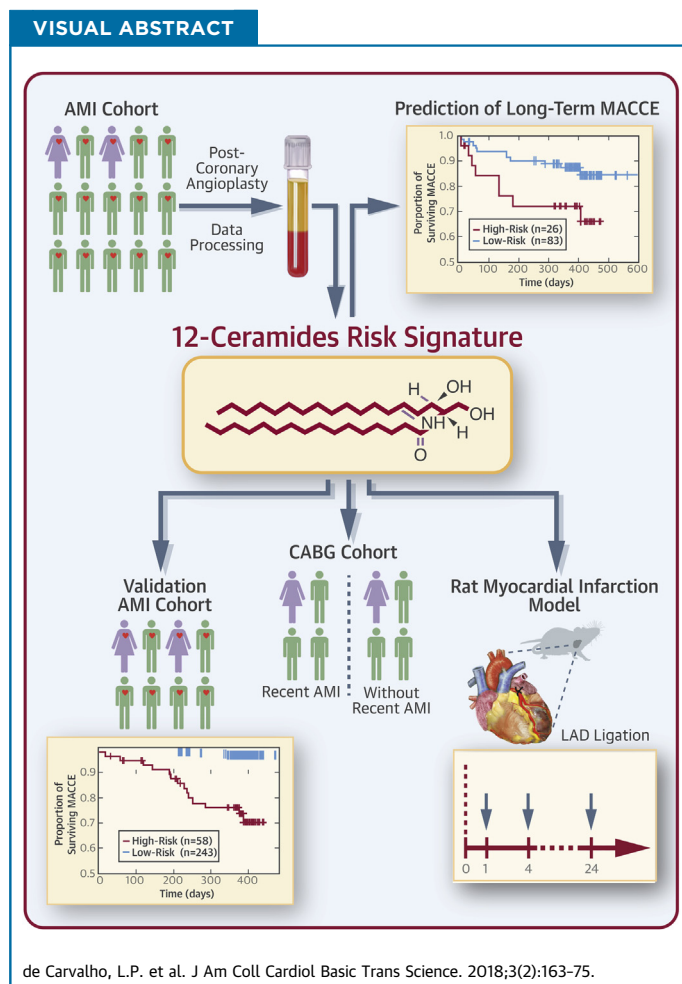 VISUAL ABSTRACT
AMI Cohort
Post-
Coronary
Angioplasty
Data
Processing
Prediction of Long-Term MACCE
Porportion of
Surviving MACCE
1.0
0.9
0.8
0.7
0.6
0.5
High-Risk (n=26)
Low-Risk (n=83)
0 100 200 300 400 500 600
Time (days)
12-Ceramides Risk Signature
H
OH
OH
NH
H
O
Validation
AMI Cohort
CABG Cohort
Recent AMI
Without
Recent AMI
Rat Myocardial Infarction
Model
LAD Ligation
Proportion of
Surviving MACCE
0.9
0.8
0.7
0.6
0.5
High-Risk (n=58)
Low-Risk (n=243)
0 100 200 300 400
Time (days)
0 1 4 24
de Carvalho, L.P. et al. J Am Coll Cardiol Basic Trans Science. 2018;3(2):163-75.